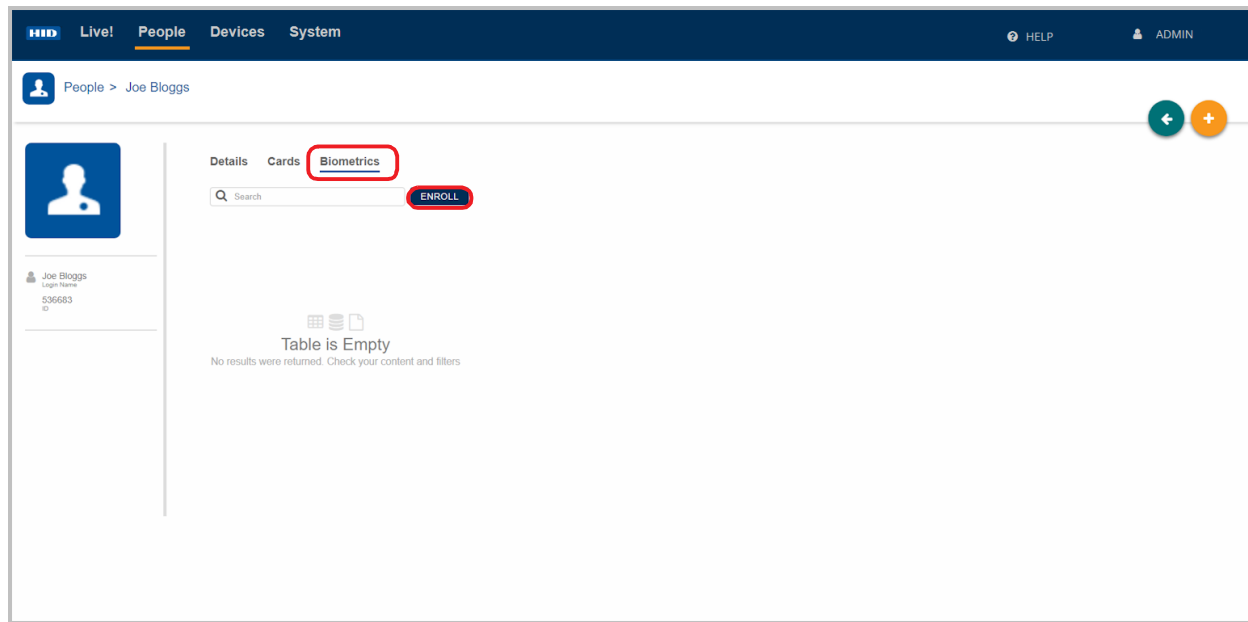 HID Live! People Devices System HELP ADMIN
People > Joe Bloggs
Details Cards Biometrics
Search ENROLL
Joe Bloggs
Login Name
536683
ID
Table is Empty
No results were returned. Check your content and filters